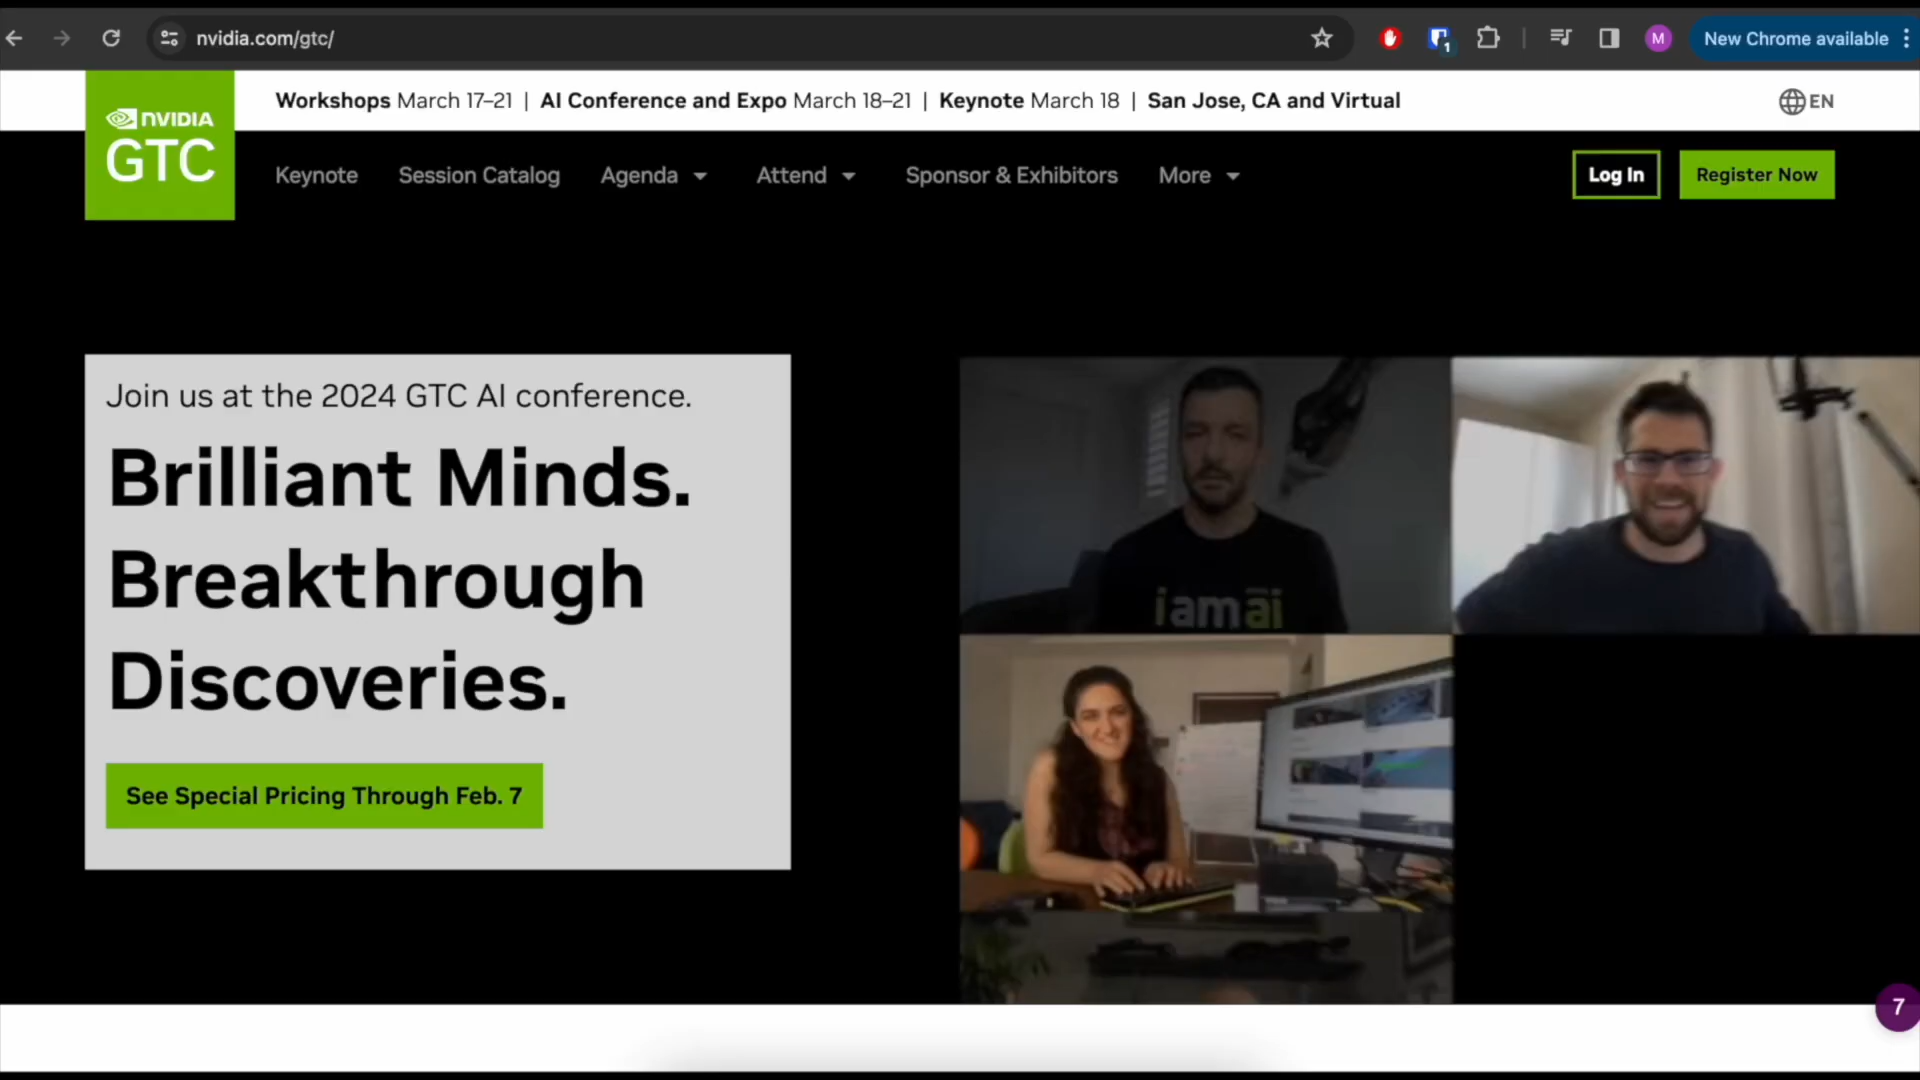 nvidia.com/gtc/
1
M
New Chrome available
NVIDIA
GTC
Workshops March 17–21 | AI Conference and Expo March 18–21 | Keynote March 18 | San Jose, CA and Virtual
EN
Keynote
Session Catalog
Agenda
Attend
Sponsor & Exhibitors
More
Log In
Register Now
Join us at the 2024 GTC AI conference.
Brilliant Minds.
Breakthrough
Discoveries.
See Special Pricing Through Feb. 7
i am ai
7